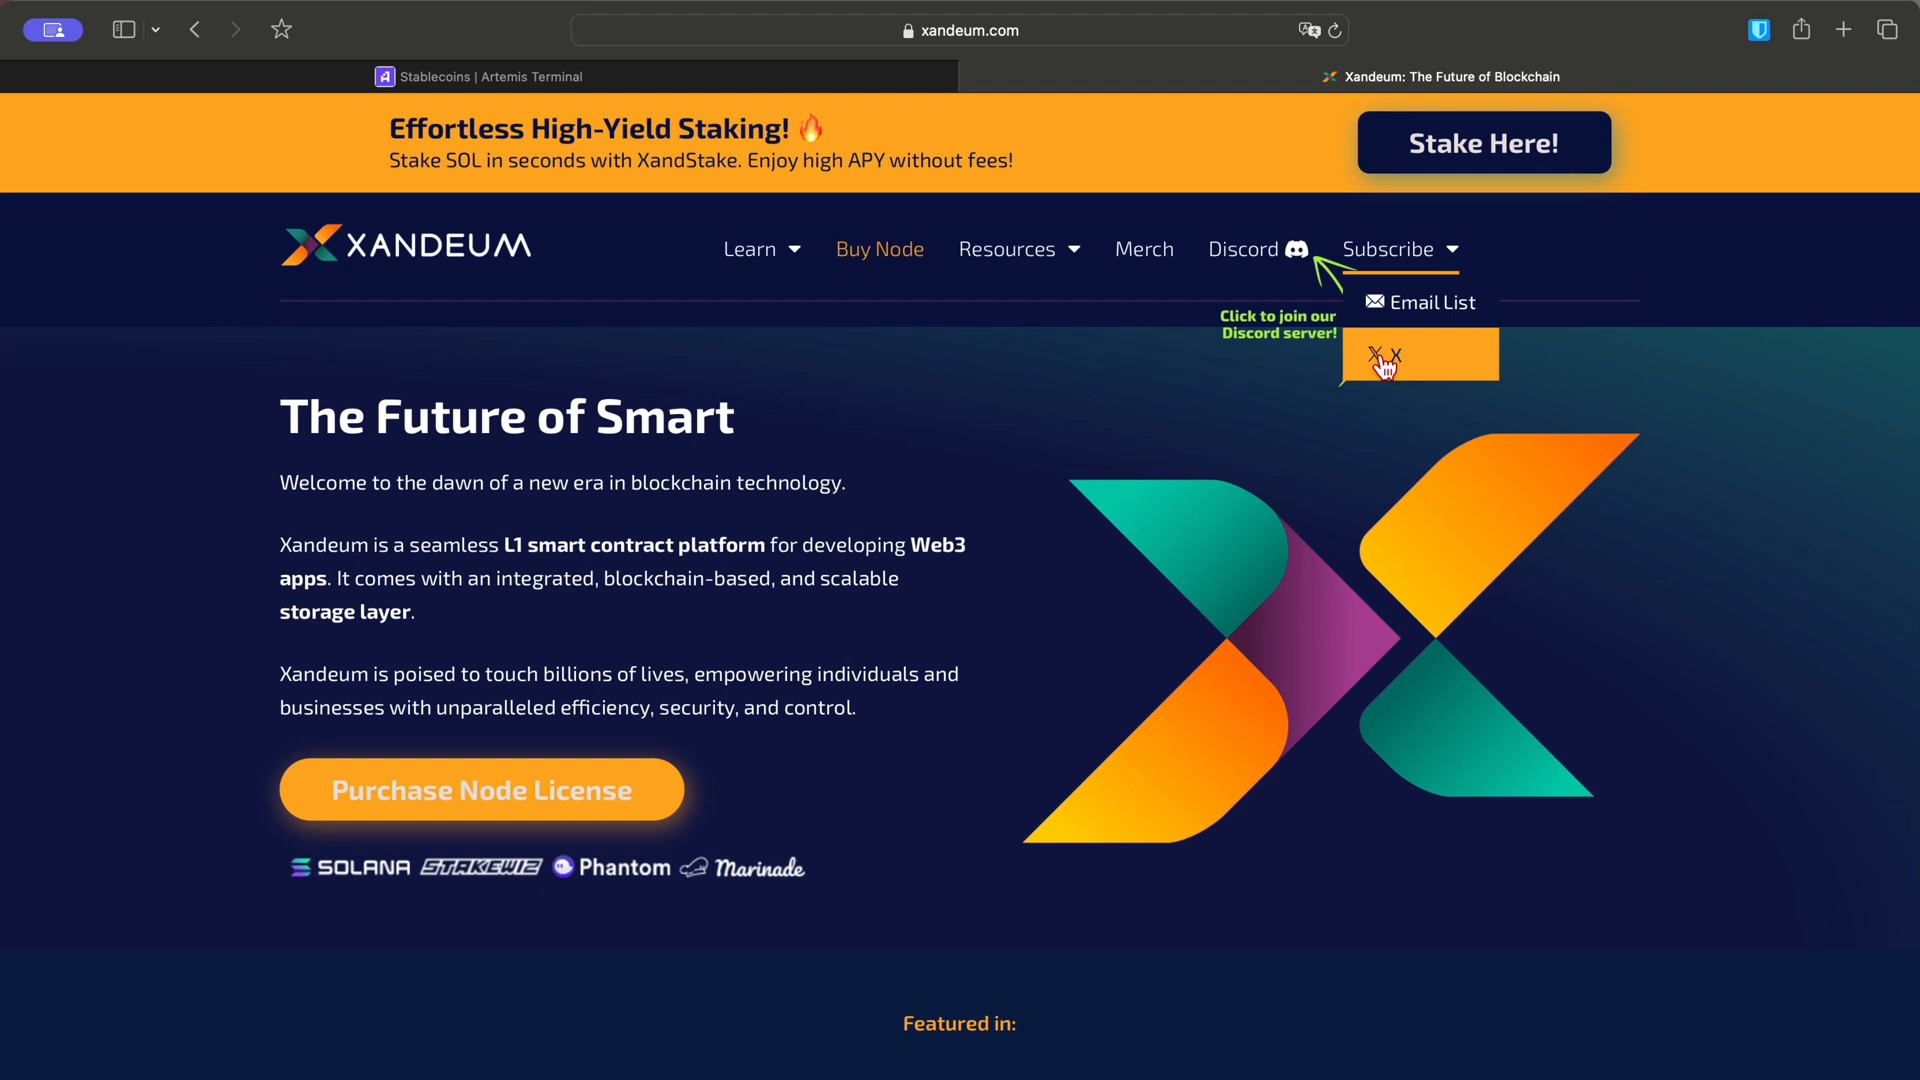 xandeum.com
Stablecoins | Artemis Terminal
Xandeum: The Future of Blockchain
Effortless High-Yield Staking! 🔥
Stake SOL in seconds with XandStake. Enjoy high APY without fees!
Stake Here!
XANDEUM
Learn
Buy Node
Resources
Merch
Discord
Subscribe
Email List
Click to join our
Discord server!
X
The Future of Smart
Welcome to the dawn of a new era in blockchain technology.
Xandeum is a seamless L1 smart contract platform for developing Web3
apps. It comes with an integrated, blockchain-based, and scalable
storage layer.
Xandeum is poised to touch billions of lives, empowering individuals and
businesses with unparalleled efficiency, security, and control.
Purchase Node License
SOLANA STAKEWIZ Phantom Marinade
Featured in: